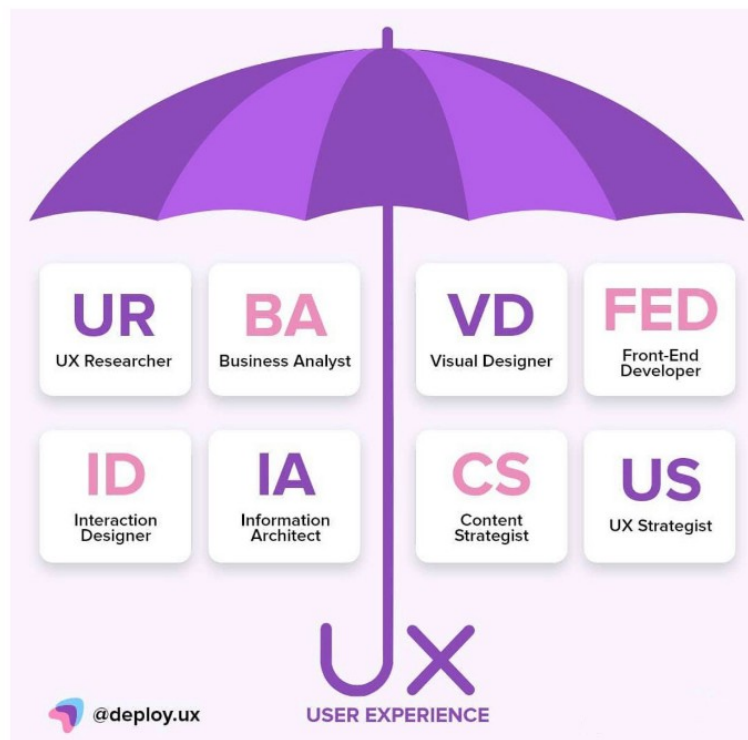 UR
UX Researcher
BA
Business Analyst
VD
Visual Designer
FED
Front-End
Developer
ID
Interaction
Designer
IA
Information
Architect
CS
Content
Strategist
US
UX Strategist
UX
USER EXPERIENCE
@deploy.ux